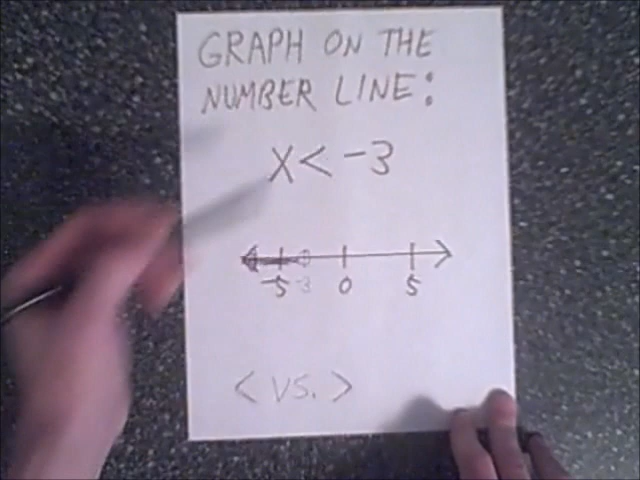 GRAPH ON THE
NUMBER LINE:
X < -3
-5 -3 0 5
< VS. >